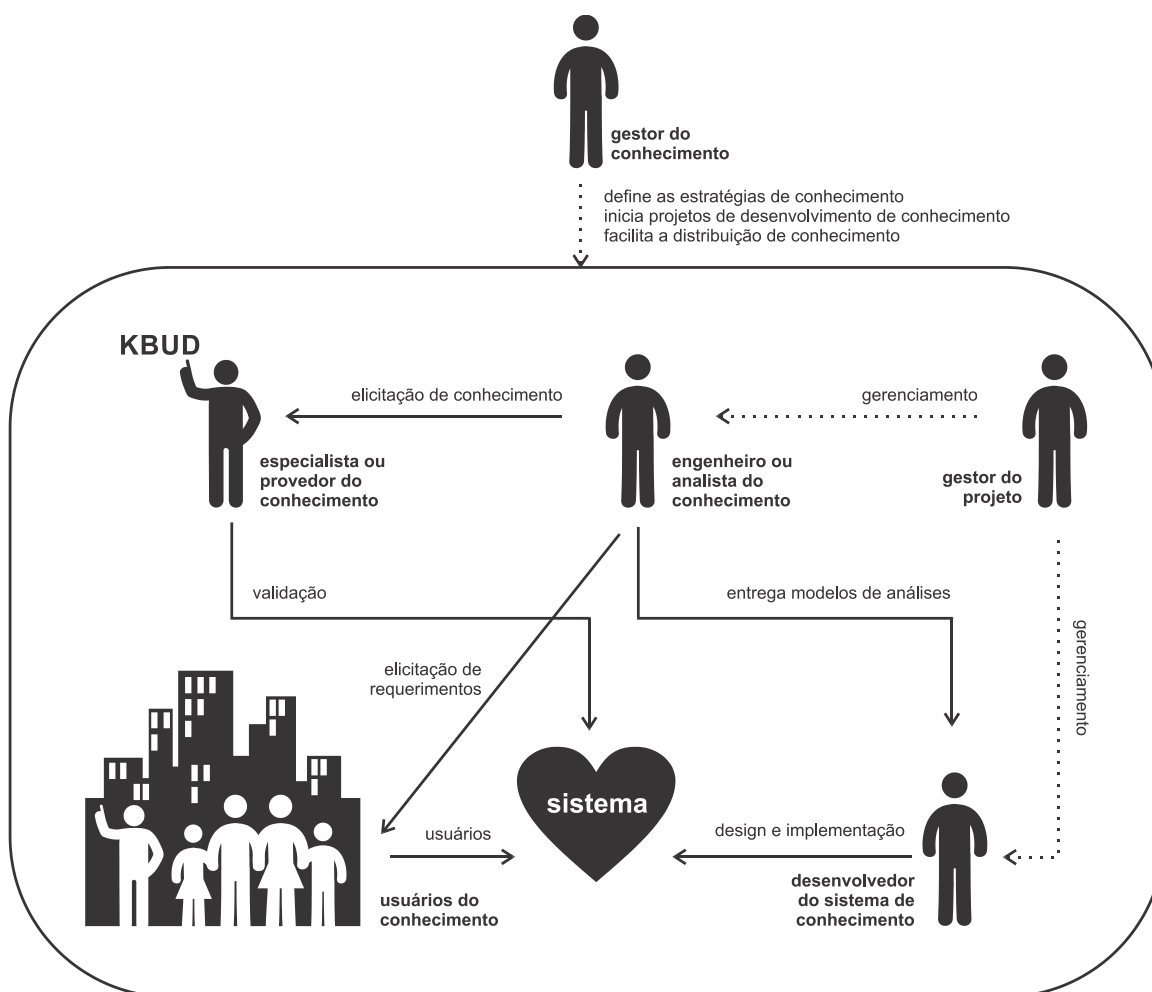 gestor do
conhecimento
define as estratégias de conhecimento
inicia projetos de desenvolvimento de conhecimento
facilita a distribuição de conhecimento
KBUD
elicitação de conhecimento
gerenciamento
especialista ou
provedor do
conhecimento
engenheiro ou
analista do
conhecimento
gestor do
projeto
validação
entrega modelos de análises
gerenciamento
elicitação de
requerimentos
sistema
usuários
design e implementação
usuários do
conhecimento
desenvolvedor
do sistema de
conhecimento